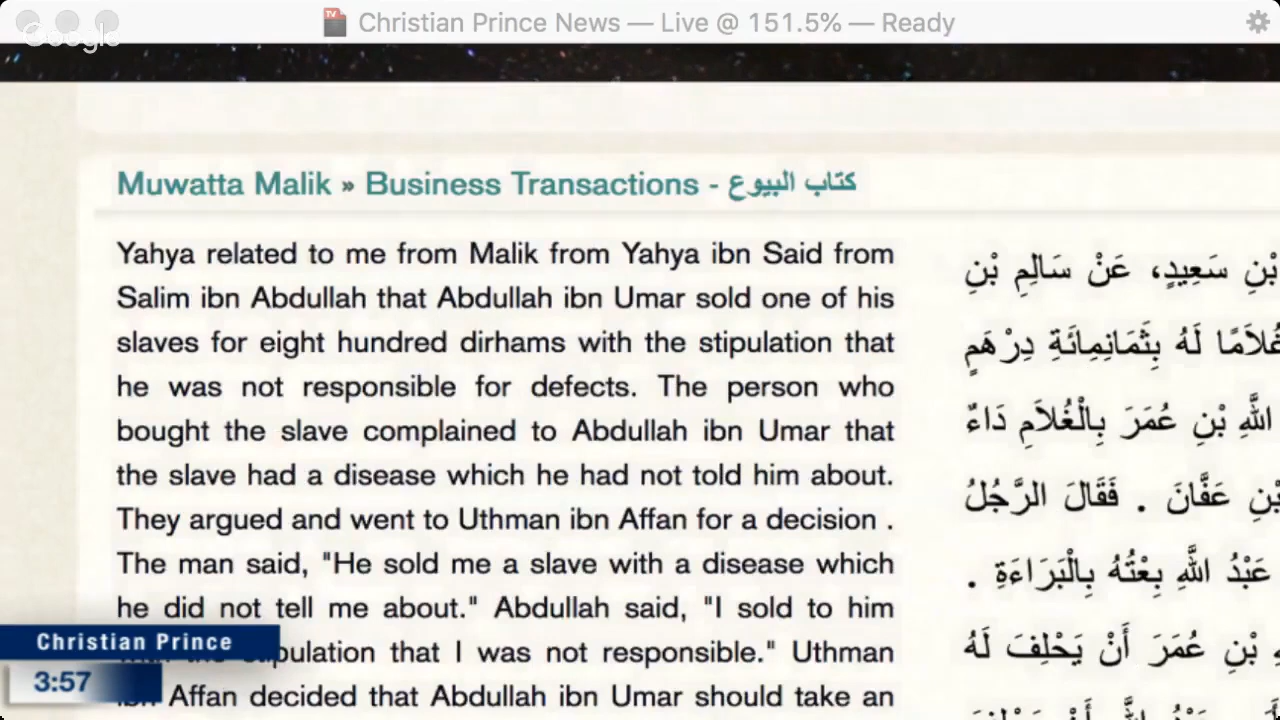 Christian Prince News — Live @ 151.5% — Ready
Google
Muwatta Malik » Business Transactions - كتاب البيوع
Yahya related to me from Malik from Yahya ibn Said from
Salim ibn Abdullah that Abdullah ibn Umar sold one of his
slaves for eight hundred dirhams with the stipulation that
he was not responsible for defects. The person who
bought the slave complained to Abdullah ibn Umar that
the slave had a disease which he had not told him about.
They argued and went to Uthman ibn Affan for a decision .
The man said, "He sold me a slave with a disease which
he did not tell me about." Abdullah said, "I sold to him
that I was not responsible." Uthman
ibn Affan decided that Abdullah ibn Umar should take an
بْنِ سَعِيدٍ، عَنْ سَالِمِ بْنِ
غُلاَمًا لَهُ بِثَمَانِمِائَةِ دِرْهَمٍ
اللَّهِ بْنِ عُمَرَ بِالْغُلاَمِ دَاءٌ
بْنِ عَفَّانَ . فَقَالَ الرَّجُلُ
عَبْدُ اللَّهِ بِعْتُهُ بِالْبَرَاءَةِ .
بْنِ عُمَرَ أَنْ يَحْلِفَ لَهُ
Christian Prince
3:57